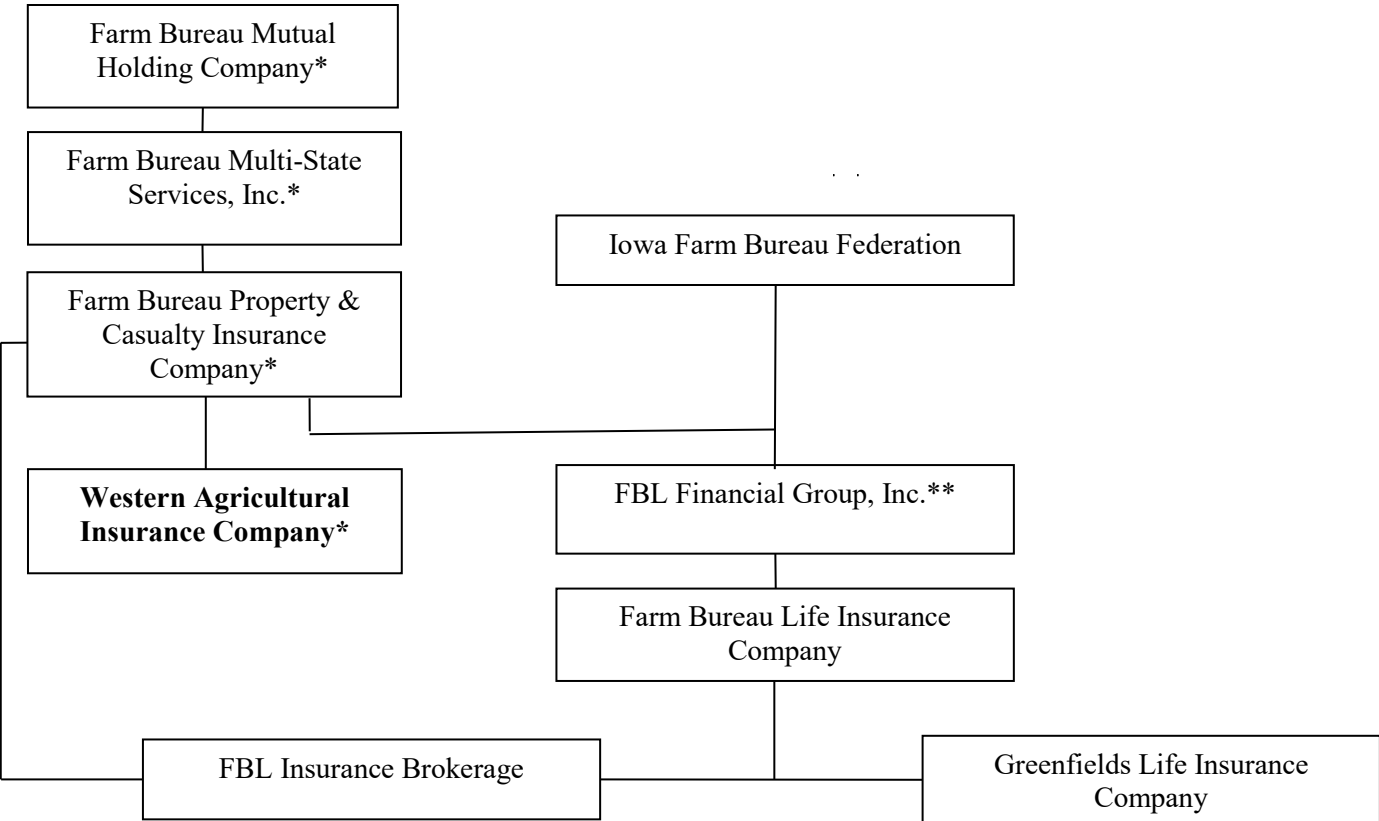 Farm Bureau Mutual
Holding Company*
Farm Bureau Multi-State
Services, Inc.*
Iowa Farm Bureau Federation
Farm Bureau Property &
Casualty Insurance
Company*
Western Agricultural
Insurance Company*
FBL Financial Group, Inc.**
Farm Bureau Life Insurance
Company
FBL Insurance Brokerage
Greenfields Life Insurance
Company